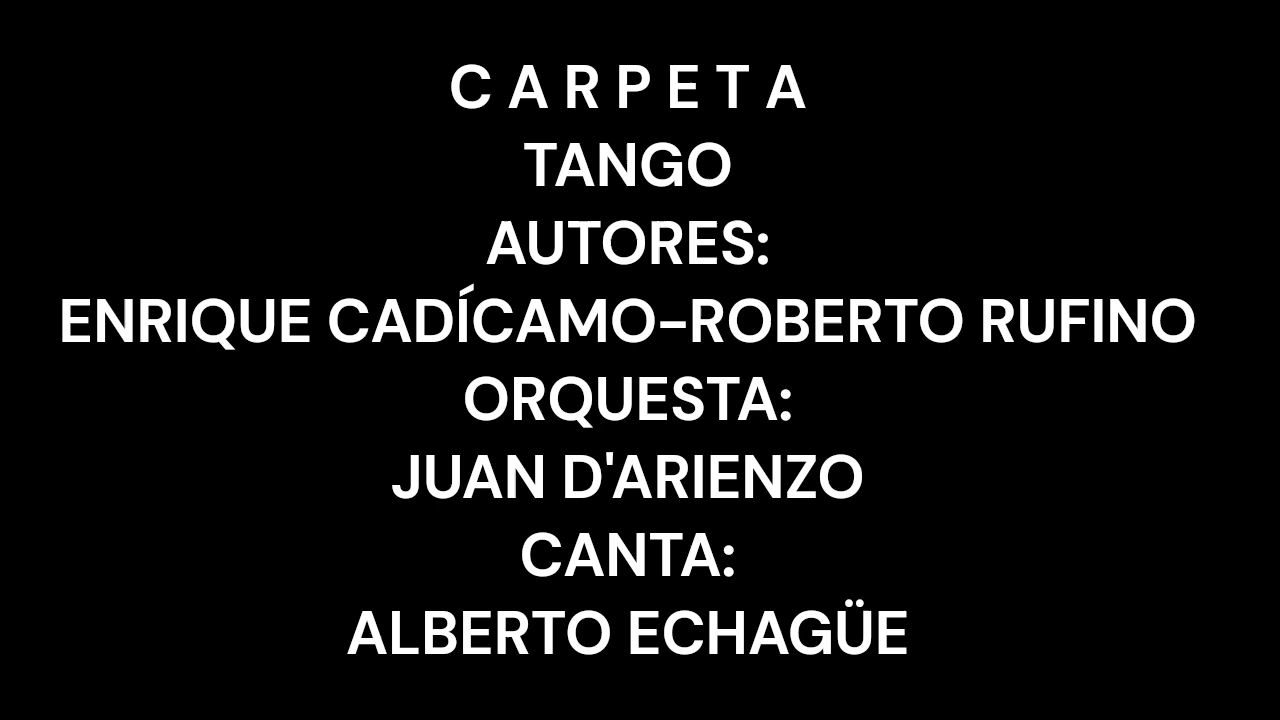 C A R P E T A
TANGO
AUTORES:
ENRIQUE CADÍCAMO-ROBERTO RUFINO
ORQUESTA:
JUAN D'ARIENZO
CANTA:
ALBERTO ECHAGÜE